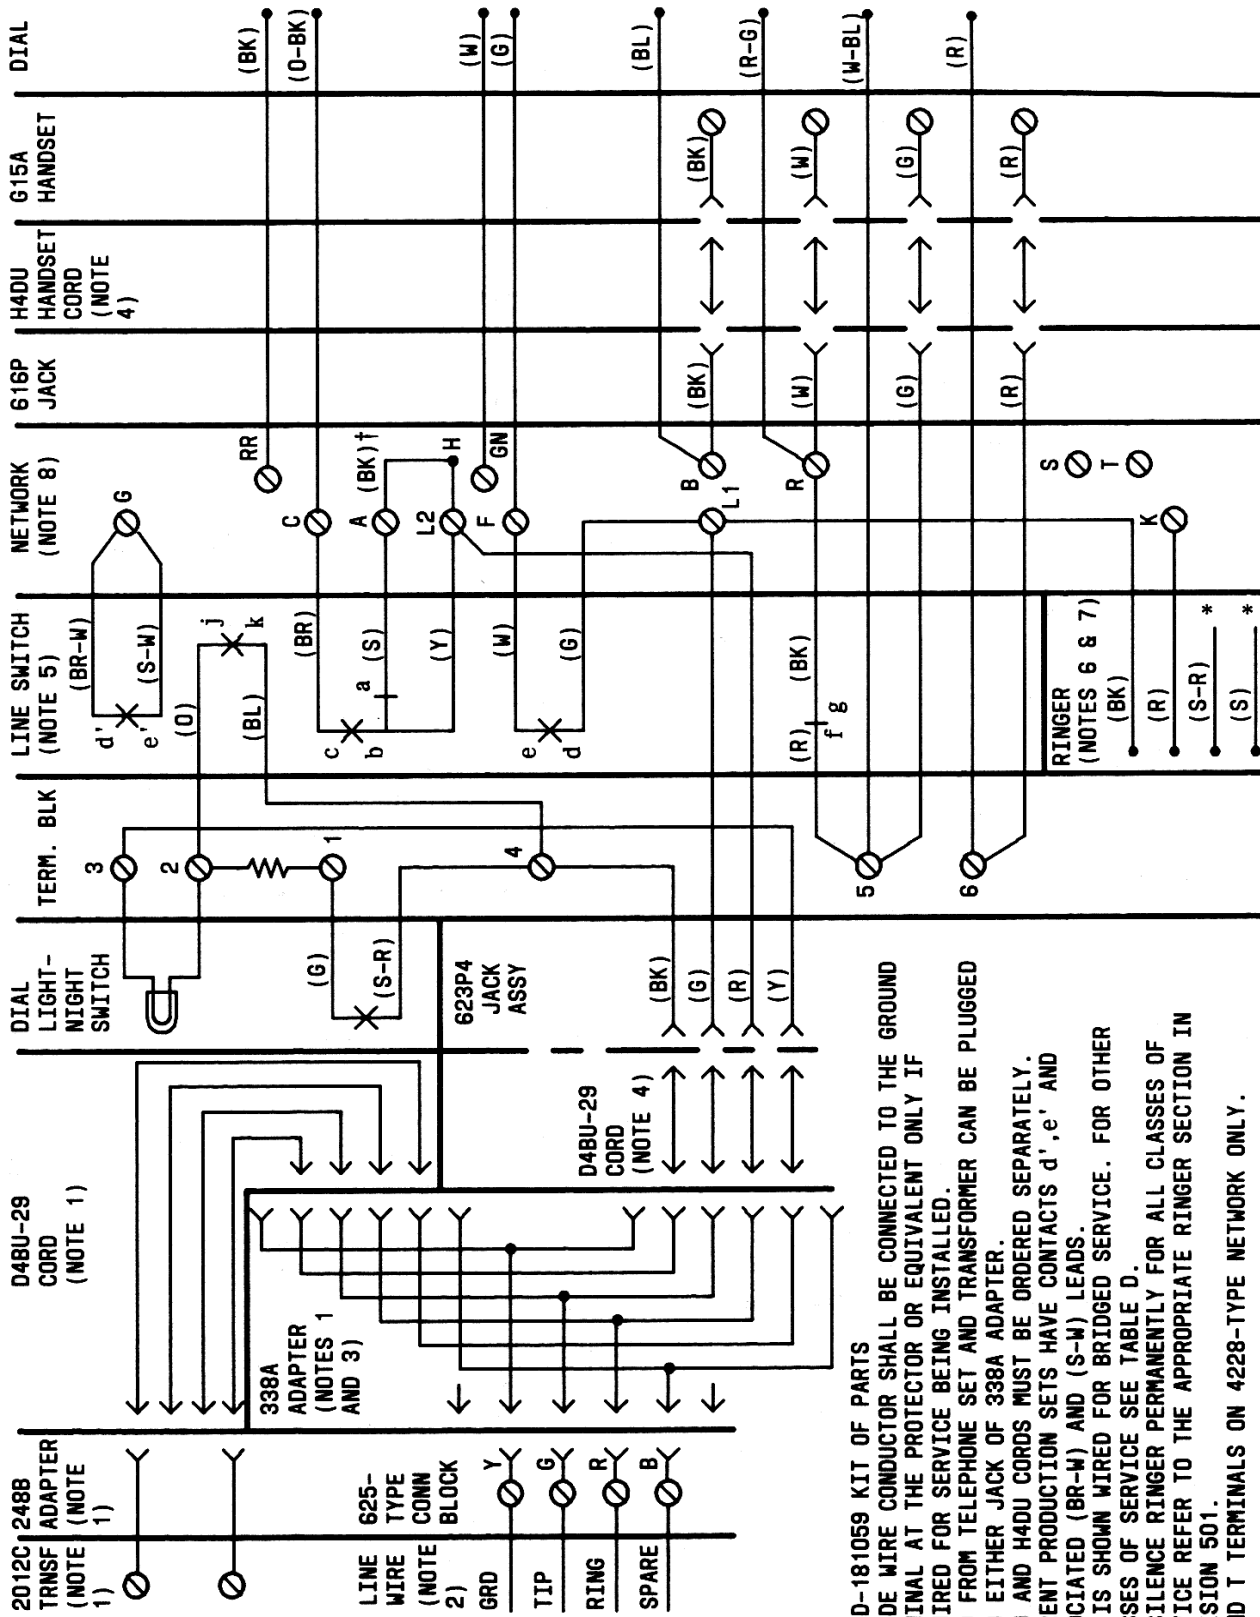 2012C
TRNSF
(NOTE
1)
248B
ADAPTER
(NOTE
1)
D4BU-29
CORD
(NOTE 1)
DIAL
LIGHT-
NIGHT
SWITCH
TERM. BLK
LINE SWITCH
(NOTE 5)
NETWORK
(NOTE 8)
616P
JACK
H4DU
HANDSET
CORD
(NOTE
4)
G15A
HANDSET
DIAL
3
2
1
4
5
6
(BR-W)
(S-W)
d'
e'
(O)
(BL)
j
k
(BR)
(S)
(Y)
(W)
(G)
c
b
a
e
d
(R)
(BK)
f'
g
G
RR
C
A
(BK)†
L2
H
GN
F
B
L1
R
S
T
K
(BK)
(W)
(G)
(R)
(BK)
(W)
(G)
(R)
(BK)
(O-BK)
(W)
(G)
(BL)
(R-G)
(W-BL)
(R)
(G)
(S-R)
623P4
JACK
ASSY
(BK)
(G)
(R)
(Y)
D4BU-29
CORD
(NOTE 4)
338A
ADAPTER
(NOTES 1
AND 3)
LINE
WIRE
(NOTE
2)
625-
TYPE
CONN
BLOCK
GRD
Y
TIP
G
RING
R
SPARE
B
RINGER
(NOTES 6 & 7)
(BK)
(R)
(S-R) *
(S) *
D-181059 KIT OF PARTS
DE WIRE CONDUCTOR SHALL BE CONNECTED TO THE GROUND
INAL AT THE PROTECTOR OR EQUIVALENT ONLY IF
IRED FOR SERVICE BEING INSTALLED.
FROM TELEPHONE SET AND TRANSFORMER CAN BE PLUGGED
EITHER JACK OF 338A ADAPTER.
AND H4DU CORDS MUST BE ORDERED SEPARATELY.
ENT PRODUCTION SETS HAVE CONTACTS d',e' AND
CIATED (BR-W) AND (S-W) LEADS.
IS SHOWN WIRED FOR BRIDGED SERVICE. FOR OTHER
SES OF SERVICE SEE TABLE D.
ILENCE RINGER PERMANENTLY FOR ALL CLASSES OF
ICE REFER TO THE APPROPRIATE RINGER SECTION IN
SION 501.
ND T TERMINALS ON 4228-TYPE NETWORK ONLY.